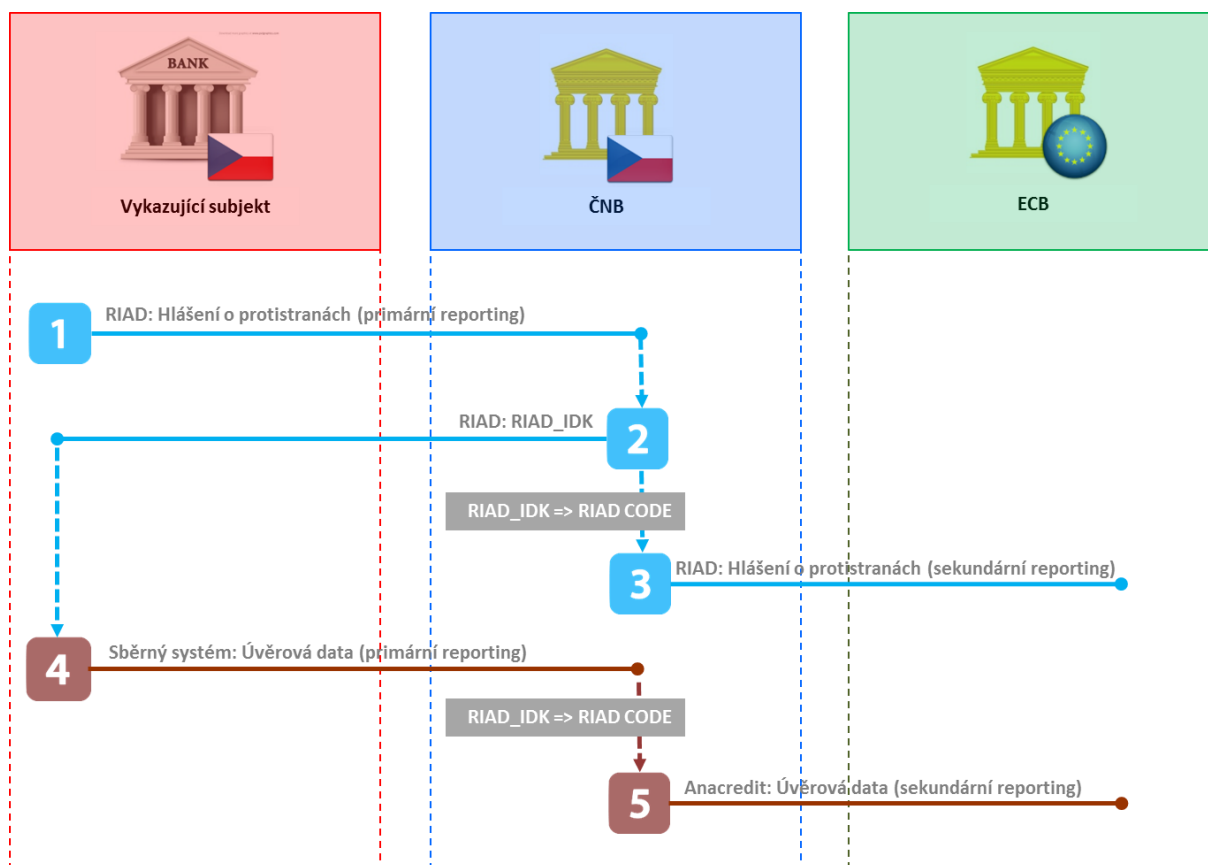 BANK
Vykazující subjekt
ČNB
ECB
1
RIAD: Hlášení o protistranách (primární reporting)
RIAD: RIAD_IDK
2
RIAD_IDK => RIAD CODE
3
RIAD: Hlášení o protistranách (sekundární reporting)
4
Sběrný systém: Úvěrová data (primární reporting)
RIAD_IDK => RIAD CODE
5
Anacredit: Úvěrová data (sekundární reporting)